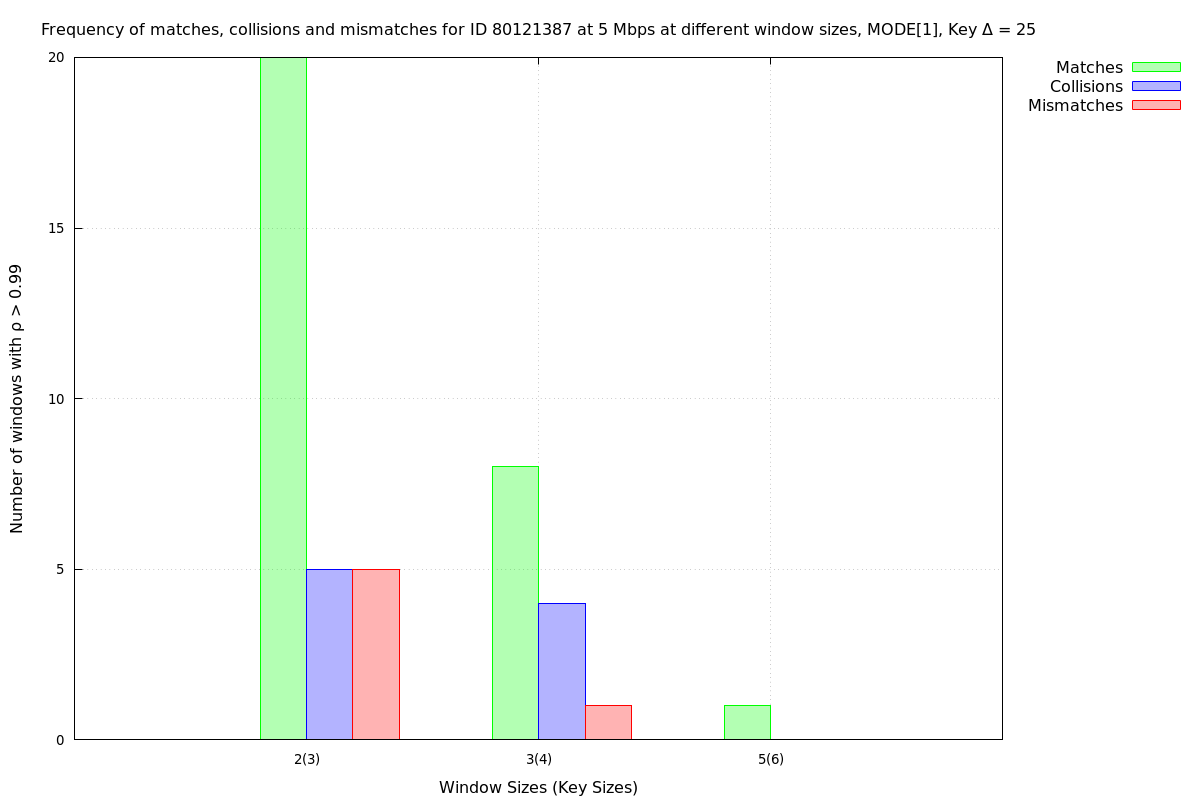 Frequency of matches, collisions and mismatches for ID 80121387 at 5 Mbps at different window sizes, MODE[1], Key Δ = 25
Matches
Collisions
Mismatches
Number of windows with ρ > 0.99
20
15
10
5
0
2(3)
3(4)
5(6)
Window Sizes (Key Sizes)